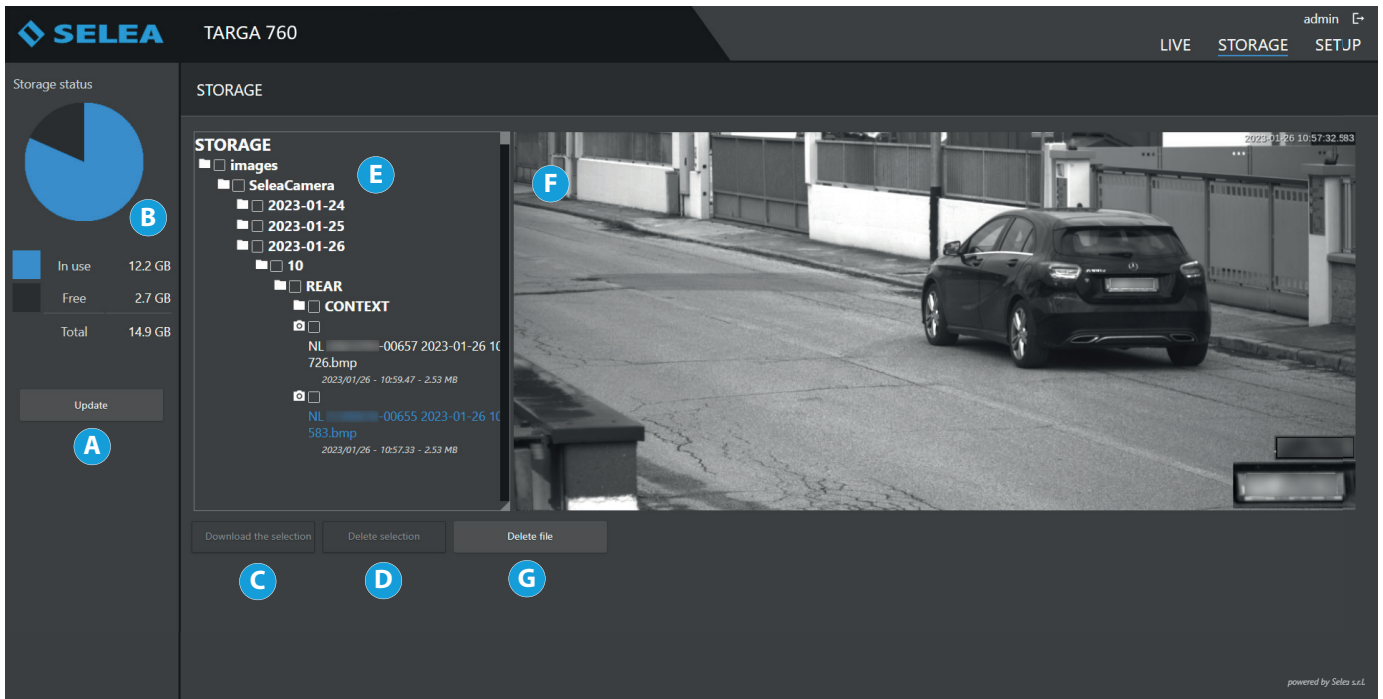 SELEA
TARGA 760
admin
LIVE STORAGE SETUP
Storage status
B
In use 12.2 GB
Free 2.7 GB
Total 14.9 GB
Update
A
STORAGE
STORAGE
images
E
SeleaCamera
2023-01-24
2023-01-25
2023-01-26
10
REAR
CONTEXT
NL -00657 2023-01-26 10
726.bmp
2023/01/26 - 10:59.47 - 2.53 MB
NL -00655 2023-01-26 10
583.bmp
2023/01/26 - 10:57.33 - 2.53 MB
F
2023-01-26 10:57:32.583
Download the selection Delete selection Delete file
C D G
powered by Selea s.r.l.